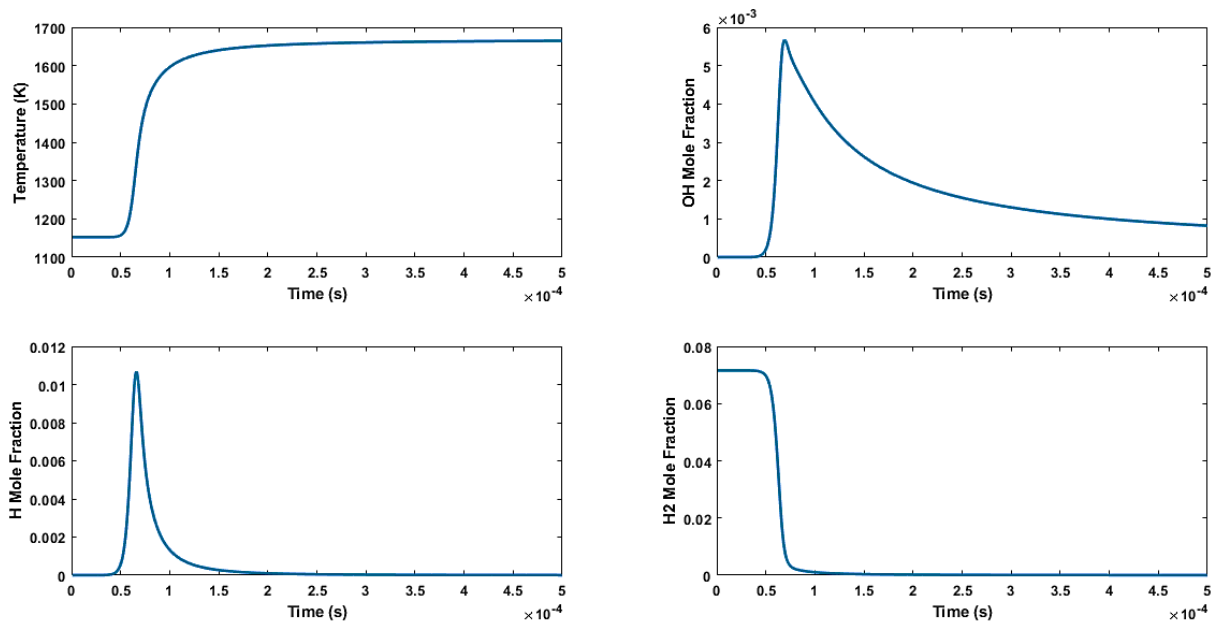 Temperature (K)
1700
1600
1500
1400
1300
1200
1100
0 0.5 1 1.5 2 2.5 3 3.5 4 4.5 5
Time (s)
×10-4
×10-3
OH Mole Fraction
6
5
4
3
2
1
0
0 0.5 1 1.5 2 2.5 3 3.5 4 4.5 5
Time (s)
×10-4
H Mole Fraction
0.012
0.01
0.008
0.006
0.004
0.002
0
0 0.5 1 1.5 2 2.5 3 3.5 4 4.5 5
Time (s)
×10-4
H2 Mole Fraction
0.08
0.06
0.04
0.02
0
0 0.5 1 1.5 2 2.5 3 3.5 4 4.5 5
Time (s)
×10-4